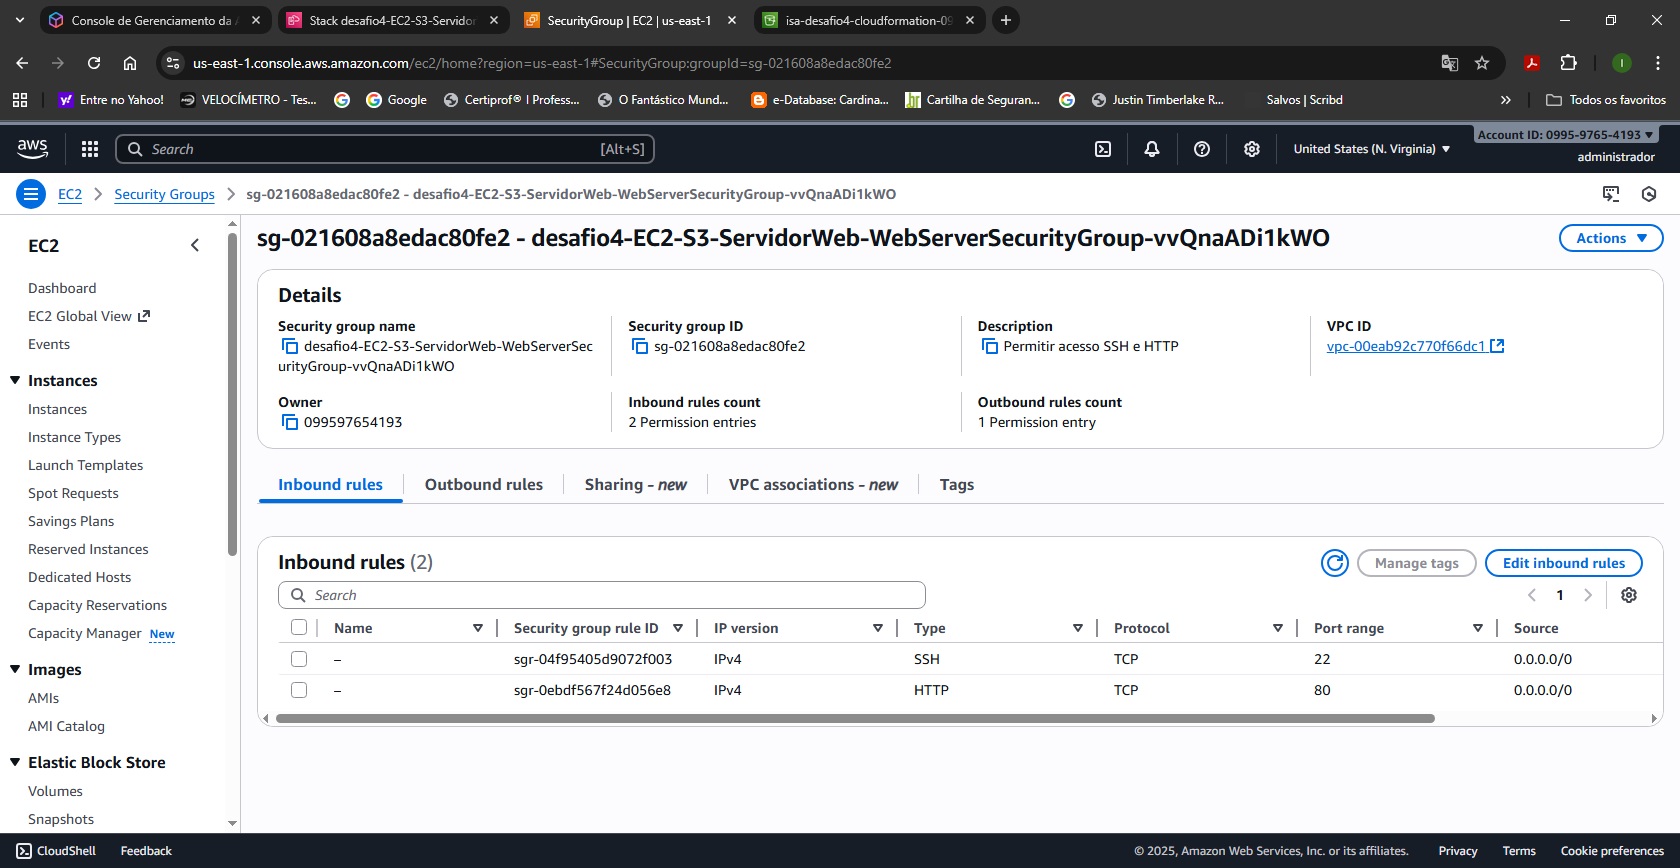 Console de Gerenciamento da A
Stack desafio4-EC2-S3-Servidor
SecurityGroup | EC2 | us-east-1
isa-desafio4-cloudformation-09
us-east-1.console.aws.amazon.com/ec2/home?region=us-east-1#SecurityGroup:groupId=sg-021608a8edac80fe2
Entre no Yahoo!
VELOCÍMETRO - Tes...
Google
Certiprof® I Profess...
O Fantástico Mund...
e-Database: Cardina...
Cartilha de Seguran...
Justin Timberlake R...
Salvos | Scribd
Todos os favoritos
aws
Search
[Alt+S]
United States (N. Virginia)
Account ID: 0995-9765-4193
administrador
EC2
Security Groups
sg-021608a8edac80fe2 - desafio4-EC2-S3-ServidorWeb-WebServerSecurityGroup-vvQnaADi1kWO
EC2
Dashboard
EC2 Global View
Events
Instances
Instances
Instance Types
Launch Templates
Spot Requests
Savings Plans
Reserved Instances
Dedicated Hosts
Capacity Reservations
Capacity Manager New
Images
AMIs
AMI Catalog
Elastic Block Store
Volumes
Snapshots
sg-021608a8edac80fe2 - desafio4-EC2-S3-ServidorWeb-WebServerSecurityGroup-vvQnaADi1kWO
Actions
Details
Security group name
desafio4-EC2-S3-ServidorWeb-WebServerSec
urityGroup-vvQnaADi1kWO
Security group ID
sg-021608a8edac80fe2
Description
Permitir acesso SSH e HTTP
VPC ID
vpc-00eab92c770f66dc1
Owner
099597654193
Inbound rules count
2 Permission entries
Outbound rules count
1 Permission entry
Inbound rules
Outbound rules
Sharing - new
VPC associations - new
Tags
Inbound rules (2)
Manage tags
Edit inbound rules
Search
1
Name Security group rule ID IP version Type Protocol Port range Source
– sgr-04f95405d9072f003 IPv4 SSH TCP 22 0.0.0.0/0
– sgr-0ebdf567f24d056e8 IPv4 HTTP TCP 80 0.0.0.0/0
CloudShell
Feedback
© 2025, Amazon Web Services, Inc. or its affiliates.
Privacy
Terms
Cookie preferences